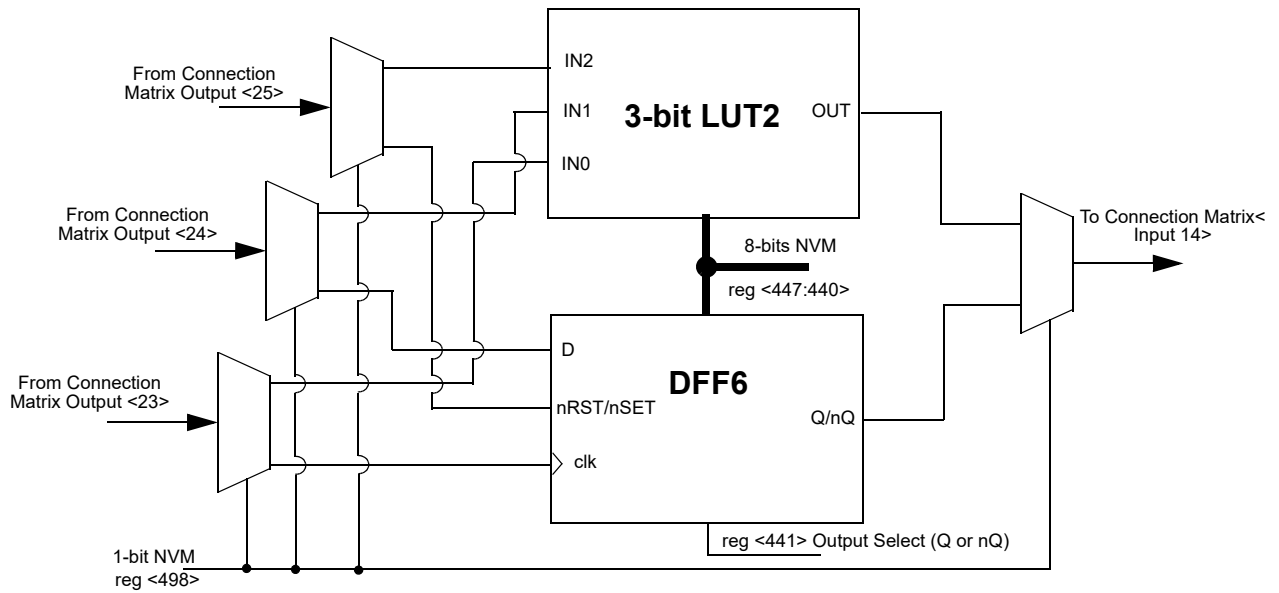 From Connection
Matrix Output <25>
IN2
IN1
IN0
3-bit LUT2
OUT
From Connection
Matrix Output <24>
To Connection Matrix<
Input 14>
8-bits NVM
reg <447:440>
From Connection
Matrix Output <23>
D
nRST/nSET
clk
DFF6
Q/nQ
reg <441> Output Select (Q or nQ)
1-bit NVM
reg <498>